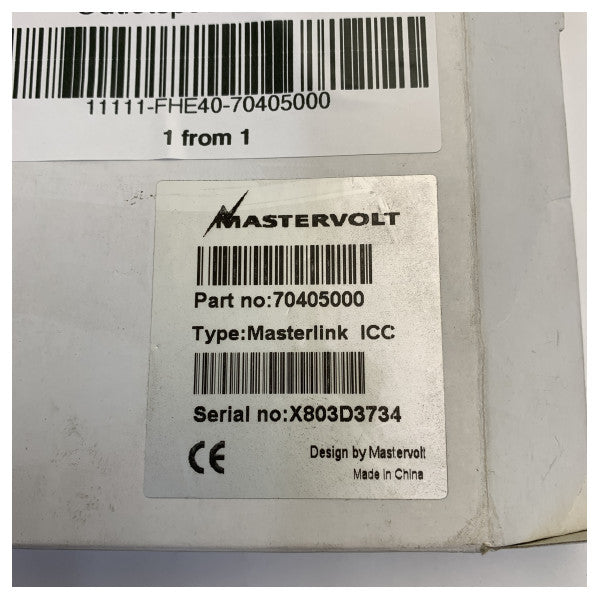 11111-FHE40-70405000
1 from 1
MASTERVOLT
Part no:70405000
Type:Masterlink ICC
Serial no:X803D3734
CE
Design by Mastervolt
Made in China